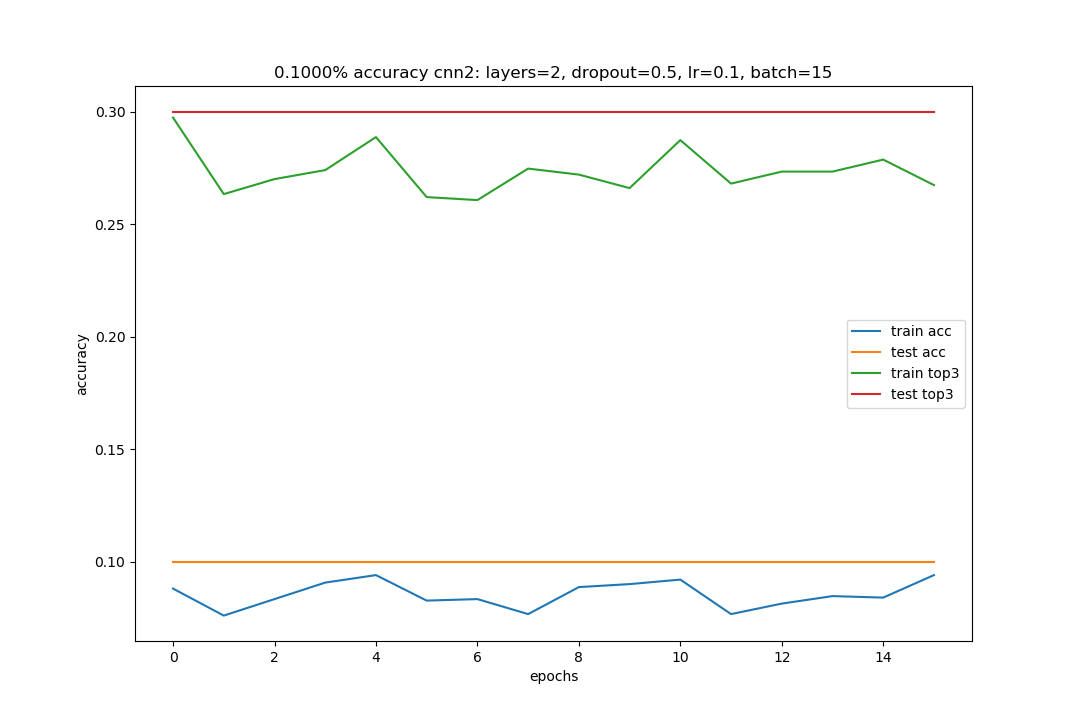 0.1000% accuracy cnn2: layers=2, dropout=0.5, lr=0.1, batch=15
0.30
0.25
0.20
0.15
0.10
accuracy
train acc
test acc
train top3
test top3
0 2 4 6 8 10 12 14
epochs